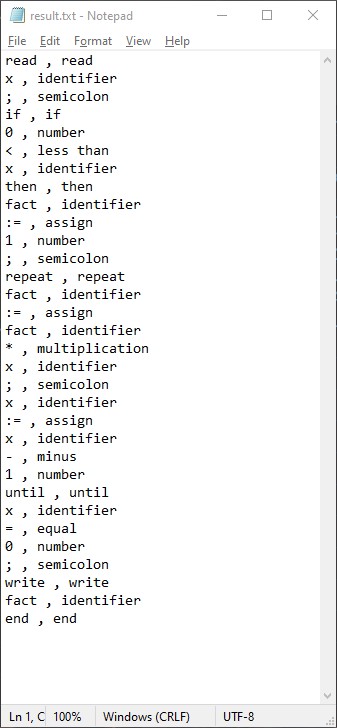 result.txt - Notepad
File Edit Format View Help
read , read
x , identifier
; , semicolon
if , if
0 , number
< , less than
x , identifier
then , then
fact , identifier
:= , assign
1 , number
; , semicolon
repeat , repeat
fact , identifier
:= , assign
fact , identifier
* , multiplication
x , identifier
; , semicolon
x , identifier
:= , assign
x , identifier
- , minus
1 , number
until , until
x , identifier
= , equal
0 , number
; , semicolon
write , write
fact , identifier
end , end
Ln 1, C 100% Windows (CRLF) UTF-8